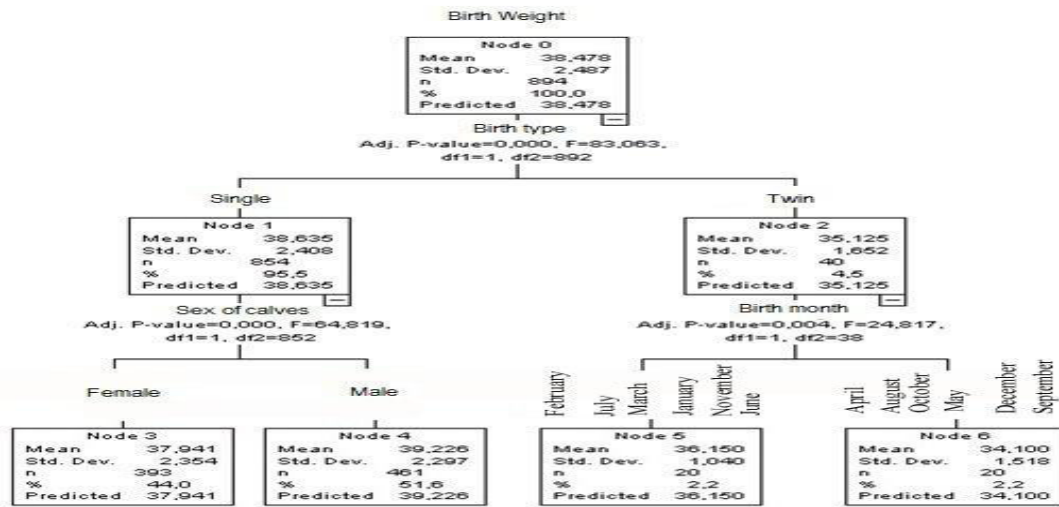 Birth Weight
Node 0
Mean 38,478
Std. Dev. 2,487
n 894
% 100,0
Predicted 38,478
Birth type
Adj. P-value=0,000, F=83,063,
df1=1, df2=892
Single
Node 1
Mean 38,635
Std. Dev. 2,408
n 854
% 95,5
Predicted 38,635
Sex of calves
Adj. P-value=0,000, F=64,819,
df1=1, df2=852
Twin
Node 2
Mean 35,125
Std. Dev. 1,652
n 40
% 4,5
Predicted 35,125
Birth month
Adj. P-value=0,004, F=24,817,
df1=1, df2=38
Female
Node 3
Mean 37,941
Std. Dev. 2,354
n 393
% 44,0
Predicted 37,941
Male
Node 4
Mean 39,226
Std. Dev. 2,297
n 461
% 51,6
Predicted 39,226
February
July
March
January
November
June
Node 5
Mean 36,150
Std. Dev. 1,040
n 20
% 2,2
Predicted 36,150
April
August
October
May
December
September
Node 6
Mean 34,100
Std. Dev. 1,518
n 20
% 2,2
Predicted 34,100